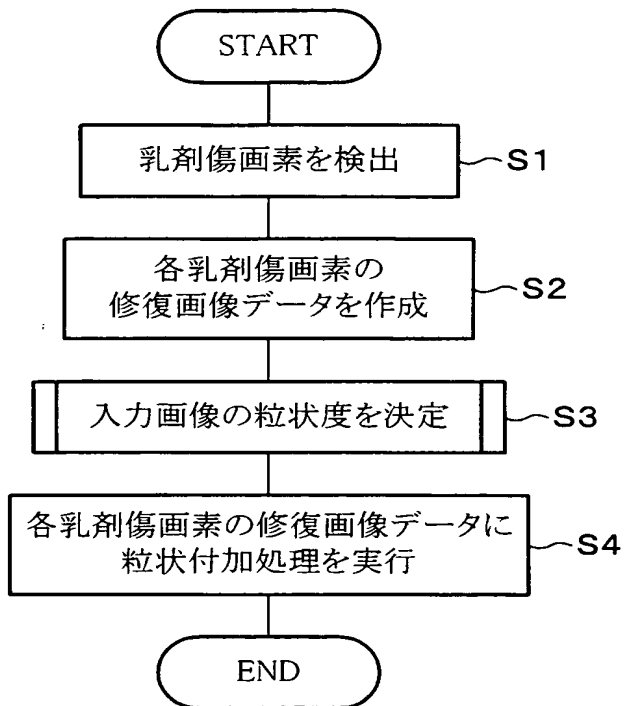 START
乳剤傷画素を検出
S1
各乳剤傷画素の
修復画像データを作成
S2
入力画像の粒状度を決定
S3
各乳剤傷画素の修復画像データに
粒状付加処理を実行
S4
END